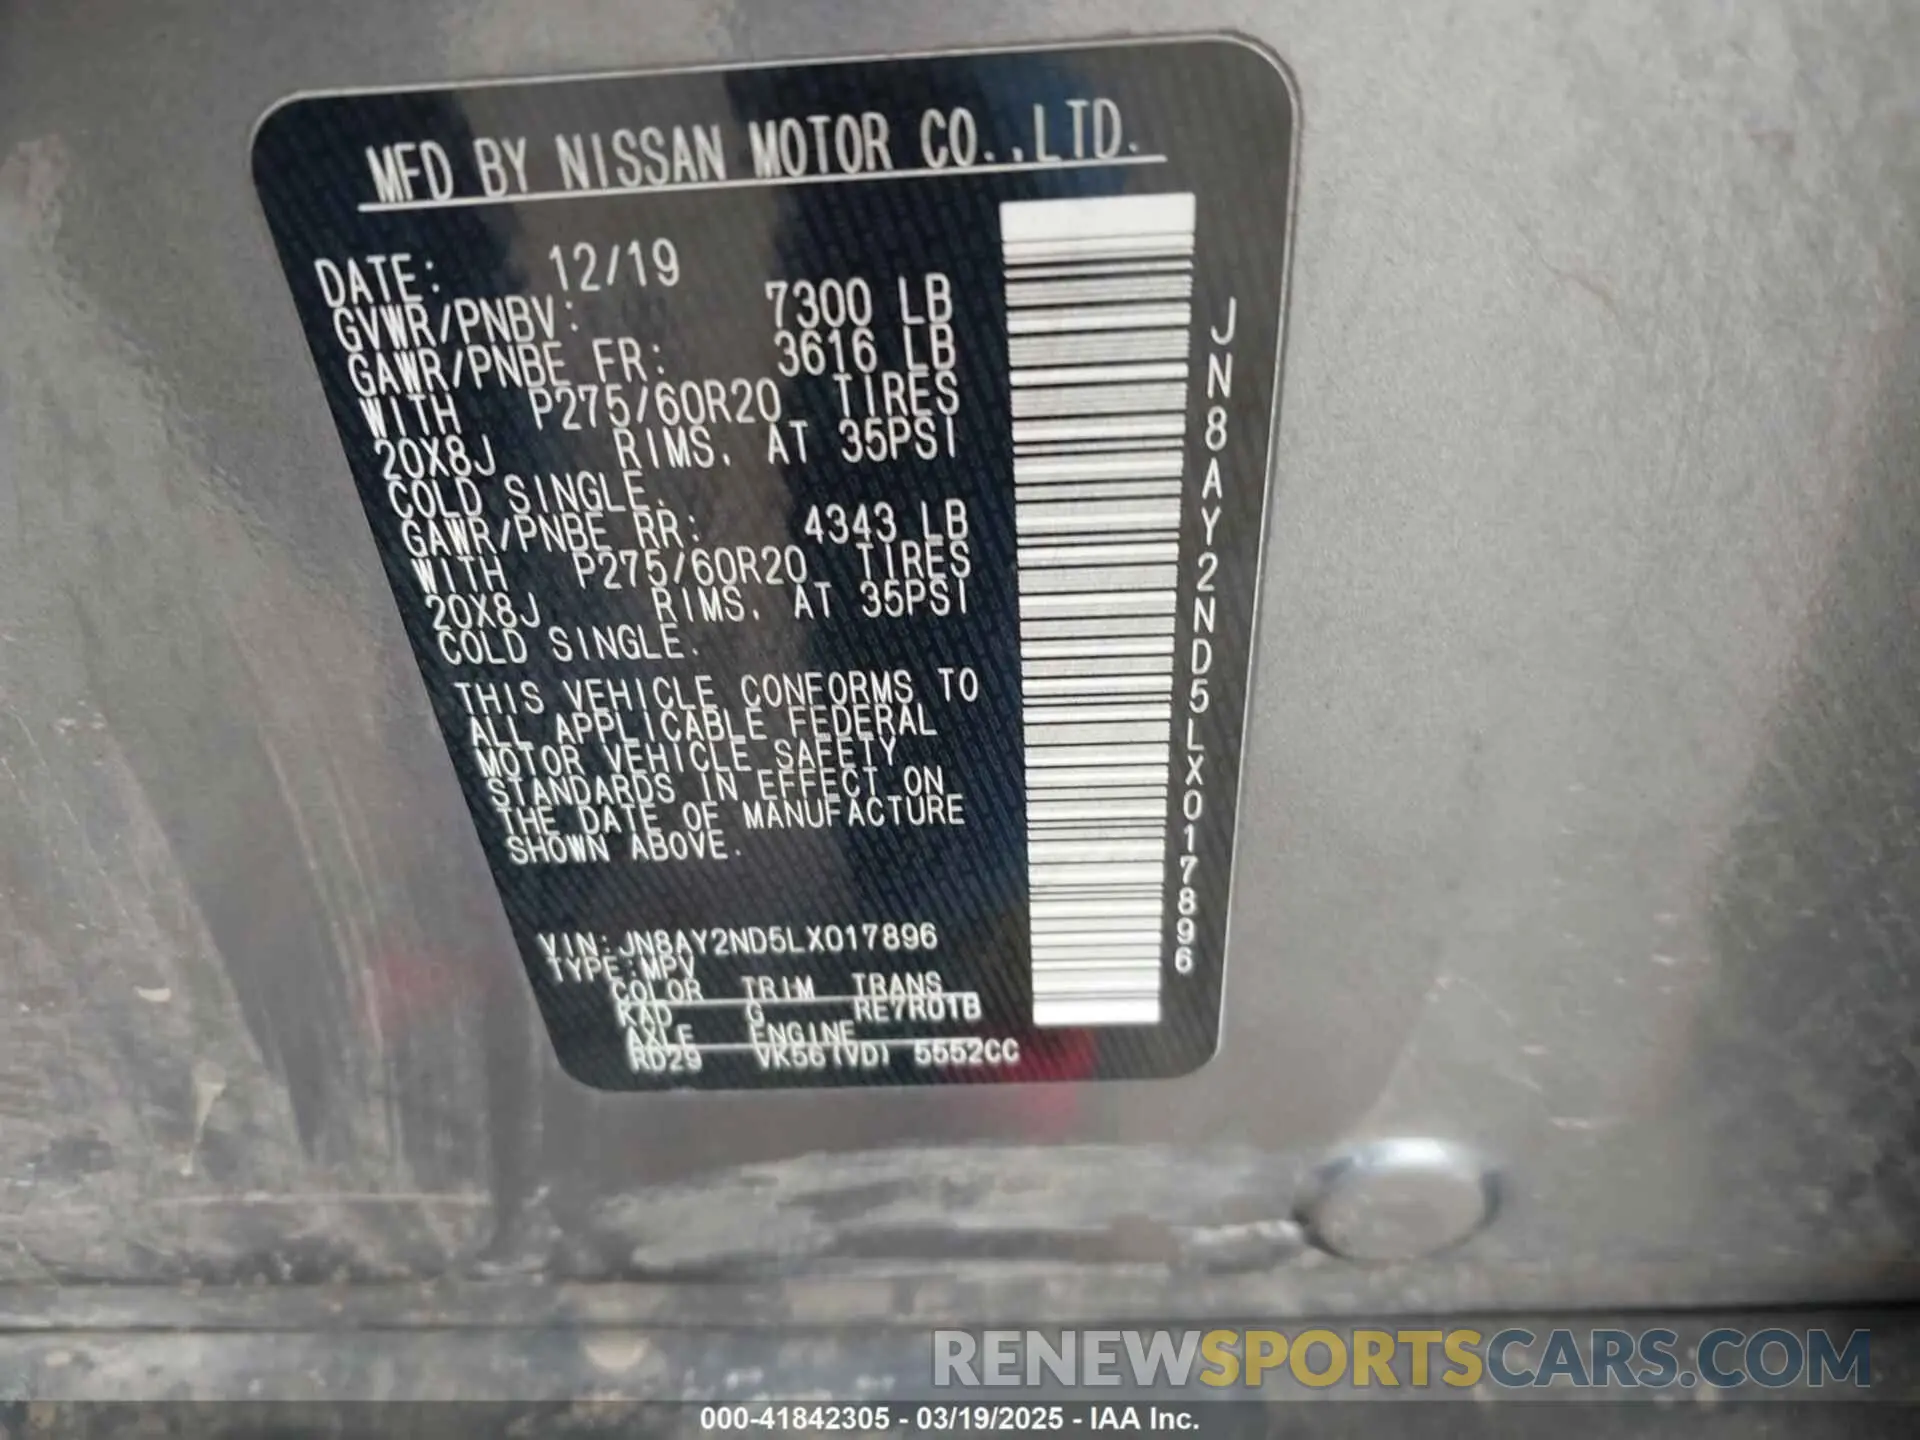 MFD BY NISSAN MOTOR CO.,LTD.
DATE: 12/19
GVWR/PNBV: 7300 LB
GAWR/PNBE FR: 3616 LB
WITH P275/60R20 TIRES
20X8J RIMS, AT 35PSI
COLD SINGLE.
GAWR/PNBE RR: 4343 LB
WITH P275/60R20 TIRES
20X8J RIMS, AT 35PSI
COLD SINGLE.
THIS VEHICLE CONFORMS TO
ALL APPLICABLE FEDERAL
MOTOR VEHICLE SAFETY
STANDARDS IN EFFECT ON
THE DATE OF MANUFACTURE
SHOWN ABOVE.
VIN:JN8AY2ND5LX017896
TYPE:MPV
COLOR TRIM TRANS
KAD G RE7R01B
AXLE ENGINE
RD29 VK56(VD) 5552CC
JN8AY2ND5LX017896
RENEWSPORTSCARS.COM
000-41842305 - 03/19/2025 - IAA Inc.